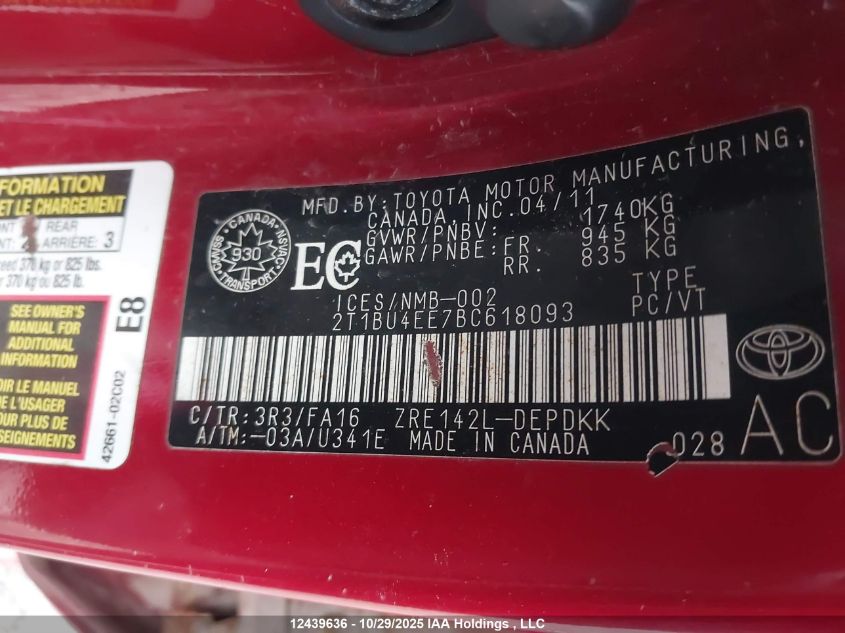 FORMATION
ET LE CHARGEMENT
REAR
ARRIÈRE: 3
370 kg or 825 lbs.
370 kg ou 825 lb.
SEE OWNER'S
MANUAL FOR
ADDITIONAL
INFORMATION
LE MANUEL
DE L'USAGER
POUR PLUS DE
E8
42661-02C02
CANADA
930
TRANSPORT
EC
MFD.BY:TOYOTA MOTOR MANUFACTURING,
CANADA, INC.04/11
GVWR/PNBV: 1740KG
GAWR/PNBE:FR. 945 KG
RR. 835 KG
ICES/NMB-002
TYPE
2T1BU4EE7BC618093
PC/VT
C/TR:3R3/FA16 ZRE142L-DEPDKK
A/TM:-03A/U341E MADE IN CANADA
028
AC
12439636 - 10/29/2025 IAA Holdings, LLC